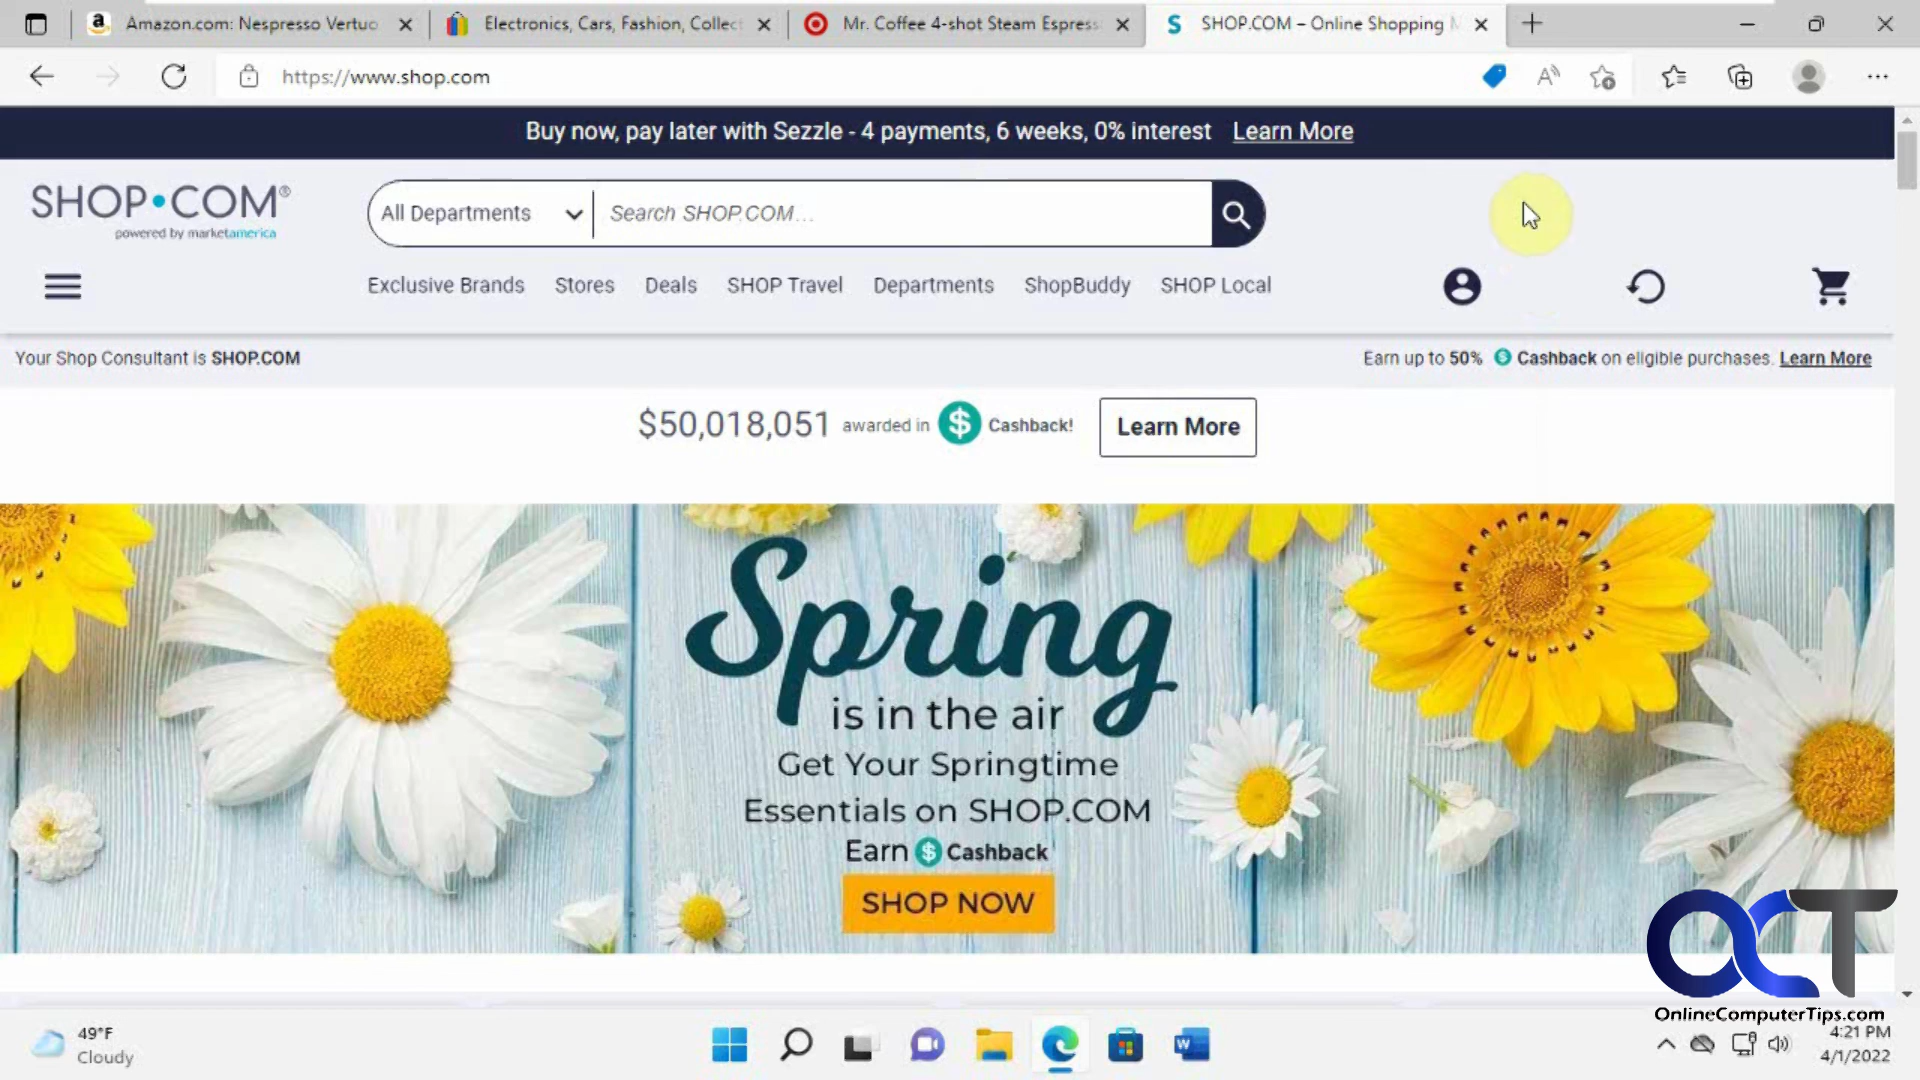 Amazon.com: Nespresso Vertuo
Electronics, Cars, Fashion, Collect
Mr. Coffee 4-shot Steam Espress
SHOP.COM – Online Shopping M
https://www.shop.com
Buy now, pay later with Sezzle - 4 payments, 6 weeks, 0% interest Learn More
SHOP•COM®
powered by marketamerica
All Departments
Search SHOP.COM...
Exclusive Brands Stores Deals SHOP Travel Departments ShopBuddy SHOP Local
Your Shop Consultant is SHOP.COM
Earn up to 50% $ Cashback on eligible purchases. Learn More
$50,018,051 awarded in $ Cashback! Learn More
Spring
is in the air
Get Your Springtime
Essentials on SHOP.COM
Earn $ Cashback
SHOP NOW
OCT
OnlineComputerTips.com
49°F
Cloudy
W
4:21 PM
4/1/2022